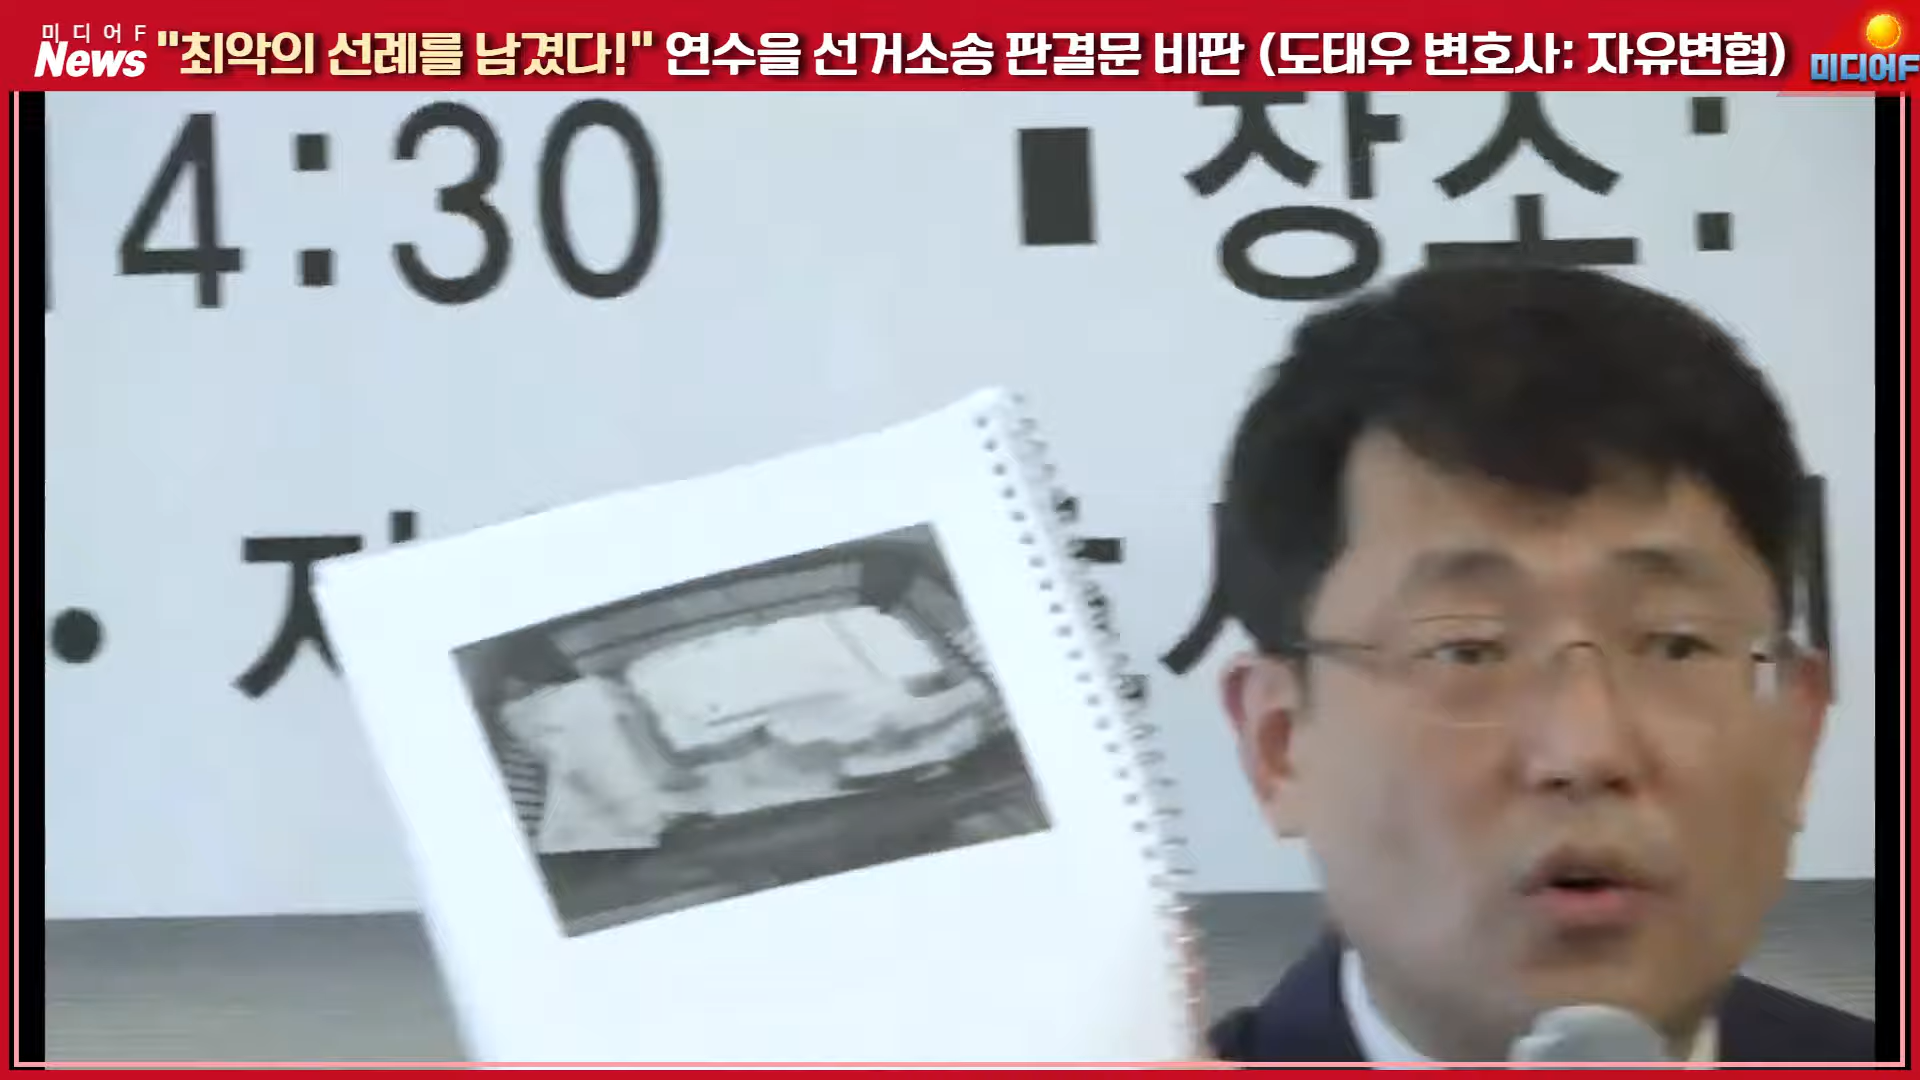 미디어F
News
"최악의 선례를 남겼다!" 연수을 선거소송 판결문 비판 (도태우 변호사: 자유변협)
미디어F
4:30 ■ 장소: